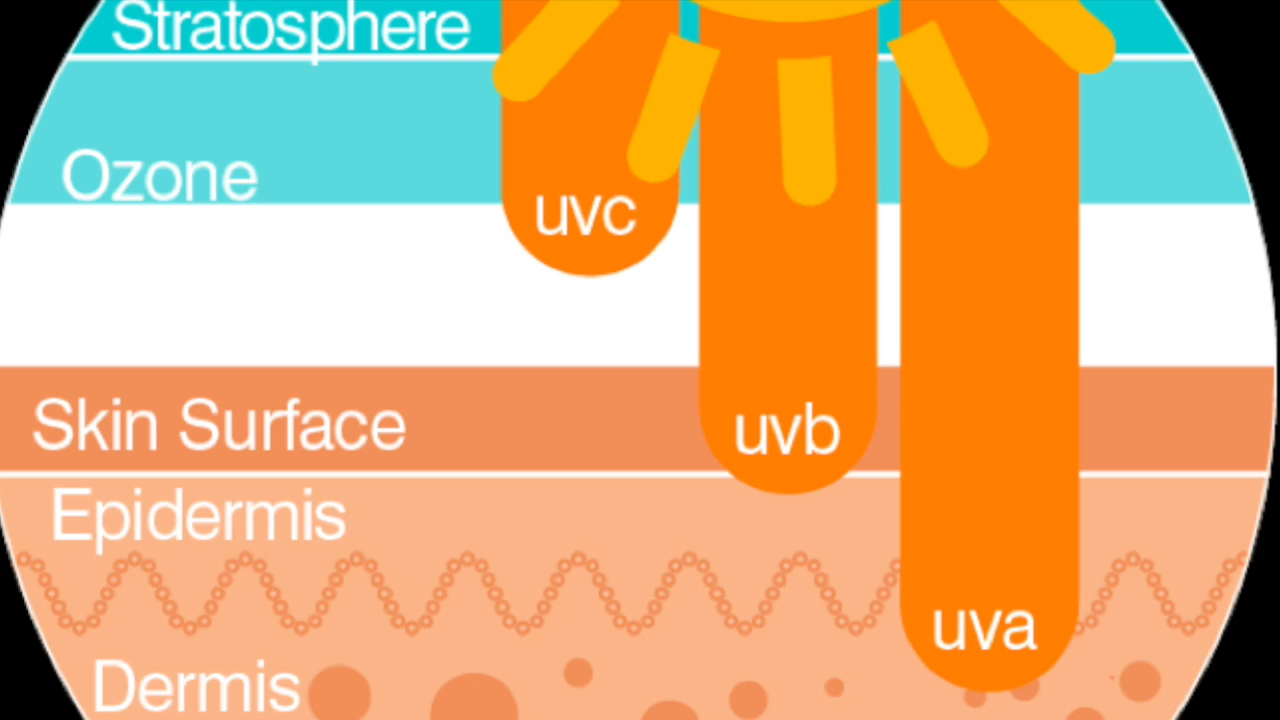 Stratosphere
Ozone
uvc
Skin Surface
uvb
Epidermis
uva
Dermis